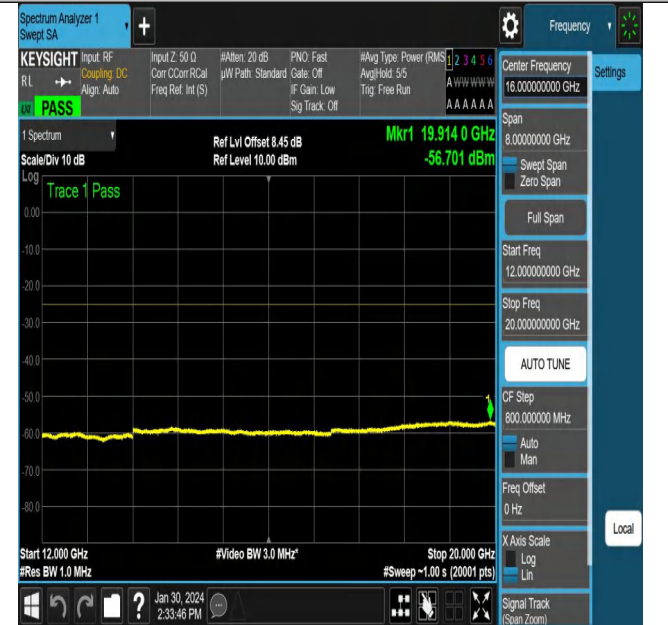 Spectrum Analyzer 1
Swept SA
+
Frequency
KEYSIGHT
RL
LXI
PASS
Input: RF
Coupling: DC
Align: Auto
Input Z: 50 Ω
Corr CCorr RCal
Freq Ref: Int (S)
#Atten: 20 dB
µW Path: Standard
PNO: Fast
Gate: Off
IF Gain: Low
Sig Track: Off
#Avg Type: Power (RMS
Avg|Hold: 5/5
Trig: Free Run
1 2 3 4 5 6
A W W W W W
A A A A A A
Center Frequency
16.000000000 GHz
Settings
Span
8.00000000 GHz
Swept Span
Zero Span
Full Span
Start Freq
12.000000000 GHz
Stop Freq
20.000000000 GHz
AUTO TUNE
CF Step
800.000000 MHz
Auto
Man
Freq Offset
0 Hz
X Axis Scale
Log
Lin
Signal Track
(Span Zoom)
Local
1 Spectrum
Scale/Div 10 dB
Ref Lvl Offset 8.45 dB
Ref Level 10.00 dBm
Mkr1 19.914 0 GHz
-56.701 dBm
Log
Trace 1 Pass
0.00
-10.0
-20.0
-30.0
-40.0
-50.0
-60.0
-70.0
-80.0
1
Start 12.000 GHz
#Video BW 3.0 MHz*
Stop 20.000 GHz
#Res BW 1.0 MHz
#Sweep ~1.00 s (20001 pts)
?
Jan 30, 2024
2:33:46 PM